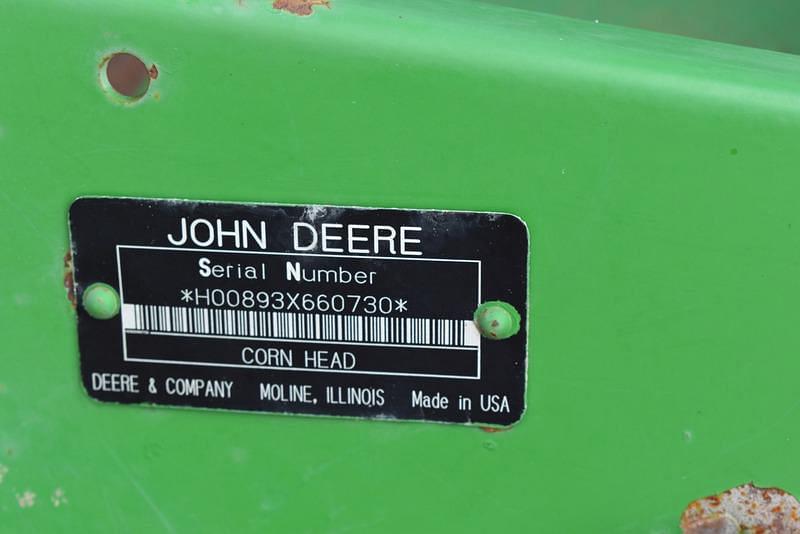 JOHN DEERE
Serial Number
*H00893X660730*
CORN HEAD
DEERE & COMPANY MOLINE, ILLINOIS Made in USA